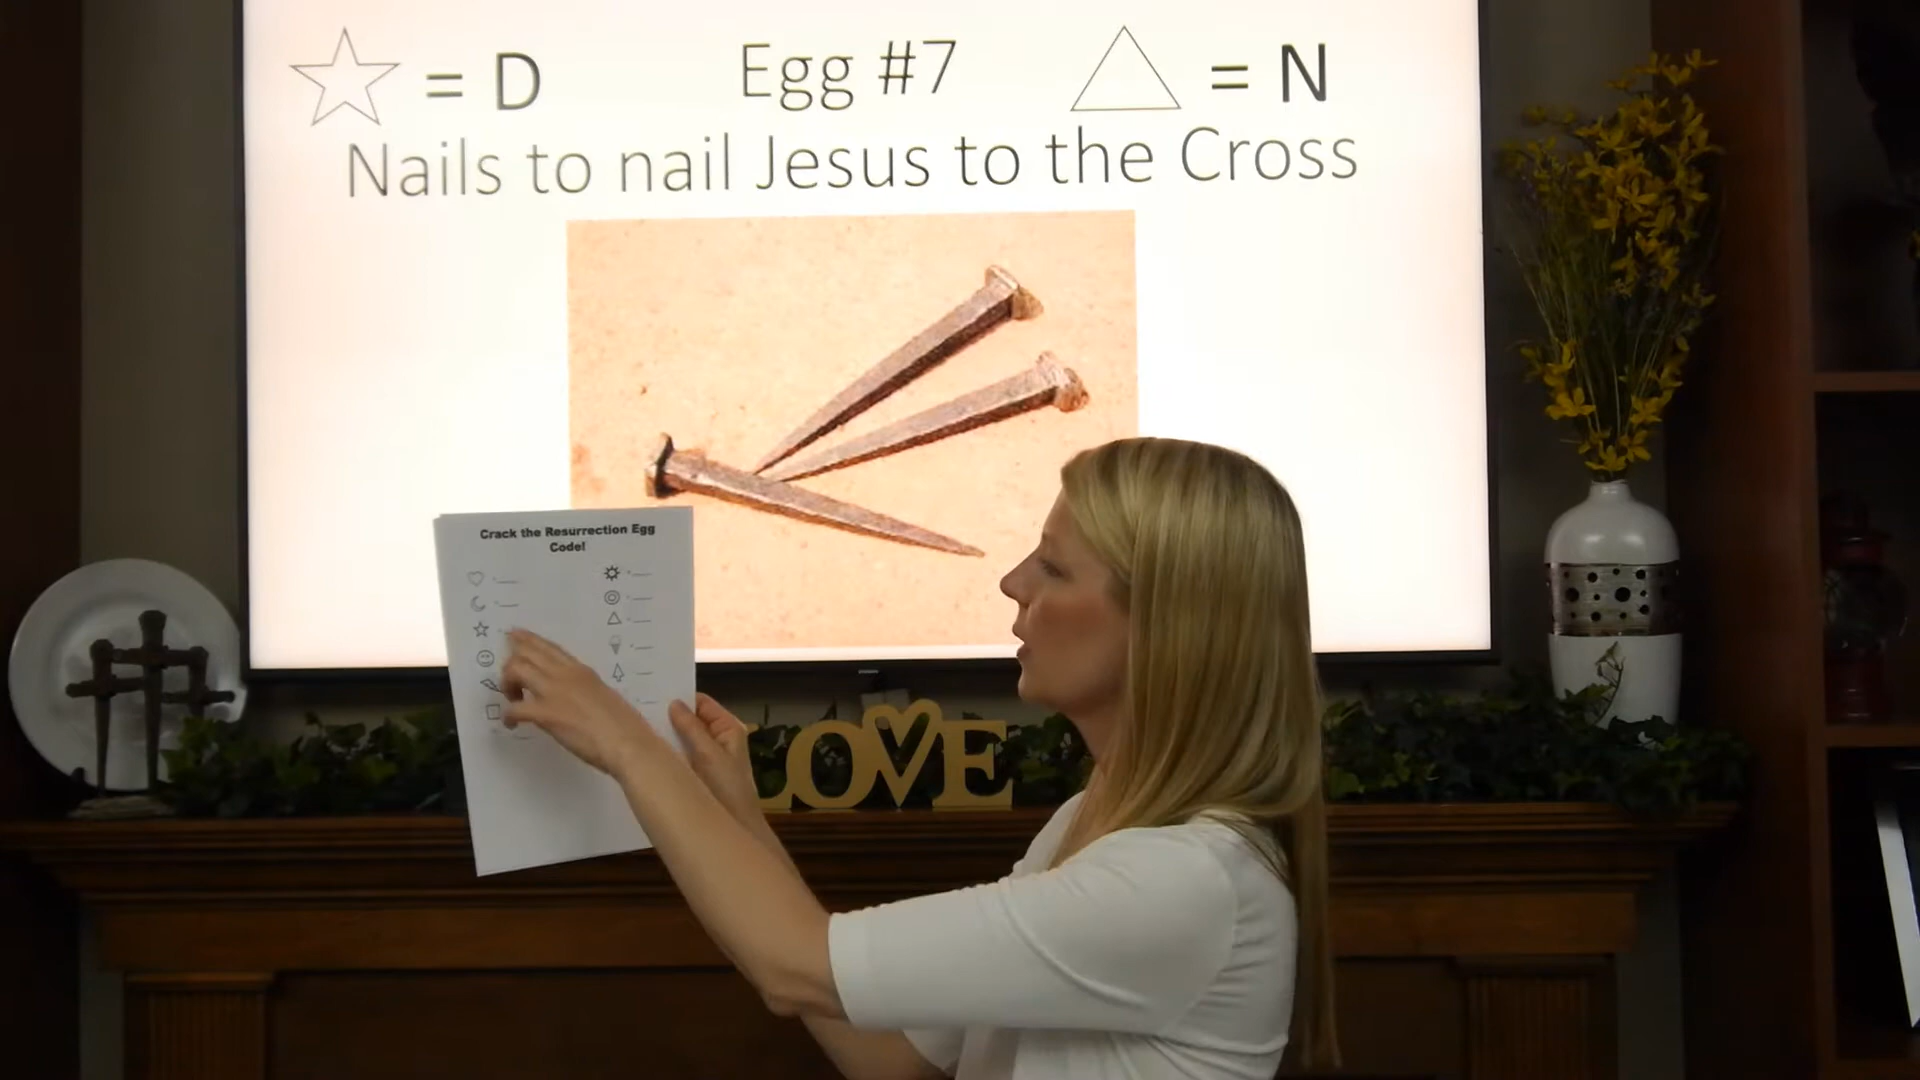 = D Egg #7 = N
Nails to nail Jesus to the Cross
Crack the Resurrection Egg
Code!
LOVE